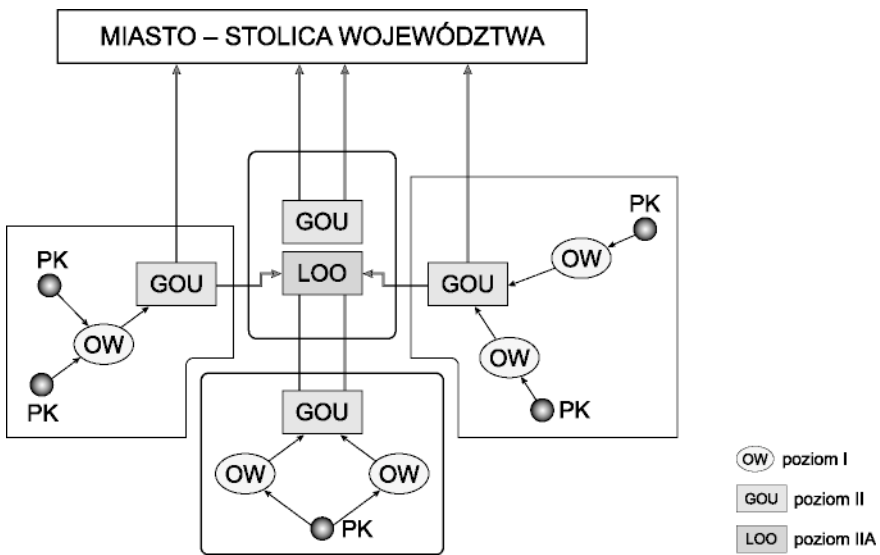 MIASTO – STOLICA WOJEWÓDZTWA
GOU
LOO
PK
GOU
OW
PK
PK
OW
GOU
OW
PK
GOU
OW
OW
PK
OW poziom I
GOU poziom II
LOO poziom IIA